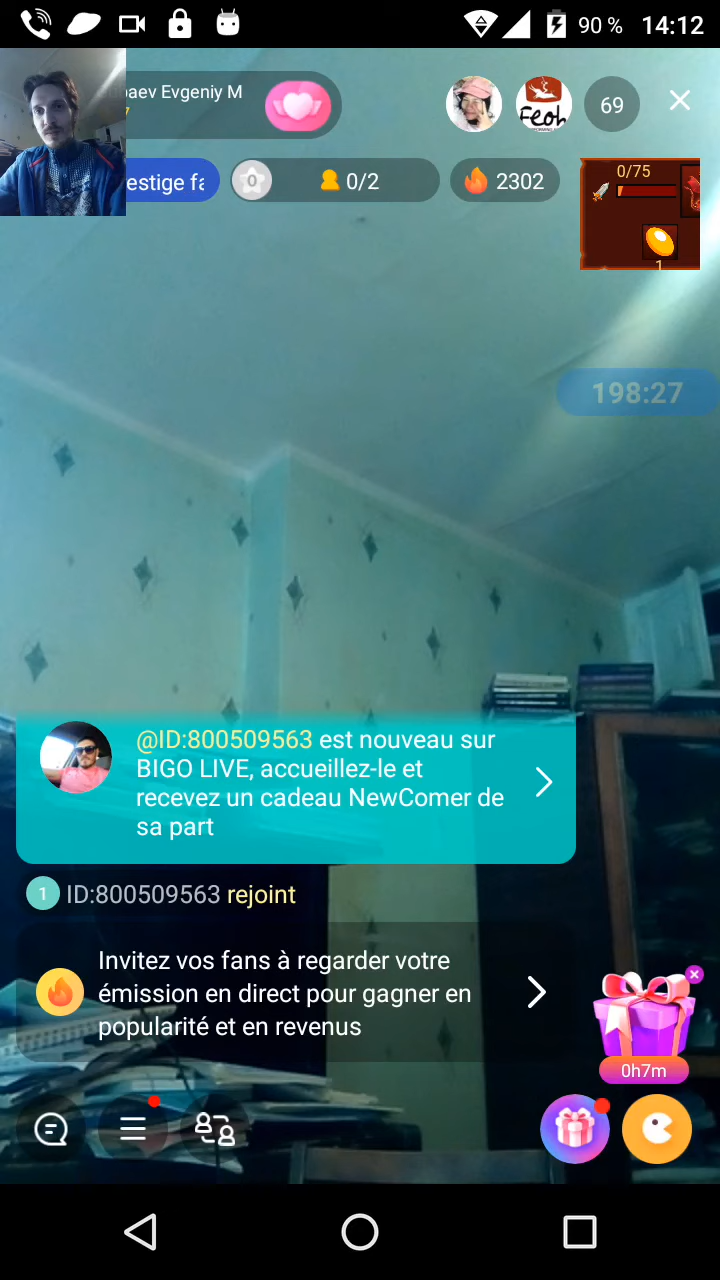 90 % 14:12
baev Evgeniy M
69
Feoh
estige fa
0
0/2
2302
0/75
1
198:27
@ID:800509563 est nouveau sur
BIGO LIVE, accueillez-le et
recevez un cadeau NewComer de
sa part
1 ID:800509563 rejoint
Invitez vos fans à regarder votre
émission en direct pour gagner en
popularité et en revenus
0h7m